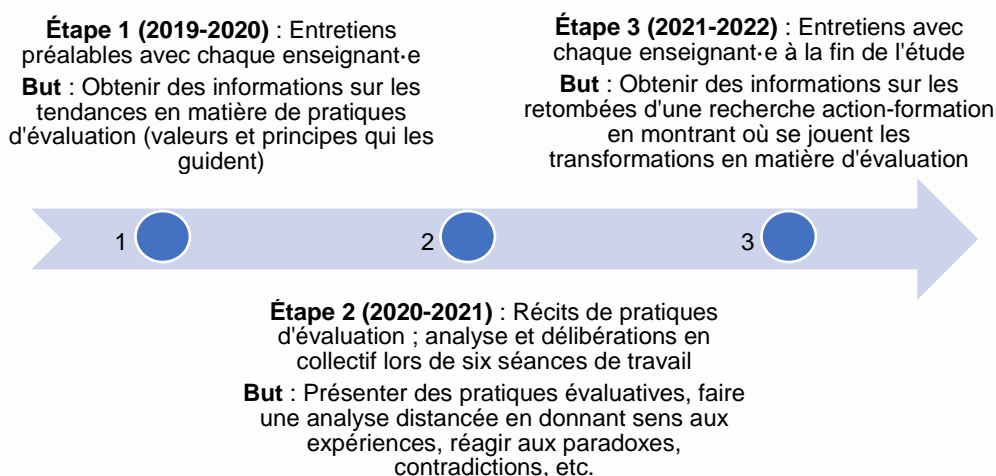 Étape 1 (2019-2020) : Entretiens
préalables avec chaque enseignant·e
But : Obtenir des informations sur les
tendances en matière de pratiques
d'évaluation (valeurs et principes qui les
guident)
Étape 3 (2021-2022) : Entretiens avec
chaque enseignant·e à la fin de l'étude
But : Obtenir des informations sur les
retombées d'une recherche action-formation
en montrant où se jouent les
transformations en matière d'évaluation
1
2
3
Étape 2 (2020-2021) : Récits de pratiques
d'évaluation ; analyse et délibérations en
collectif lors de six séances de travail
But : Présenter des pratiques évaluatives, faire
une analyse distancée en donnant sens aux
expériences, réagir aux paradoxes,
contradictions, etc.